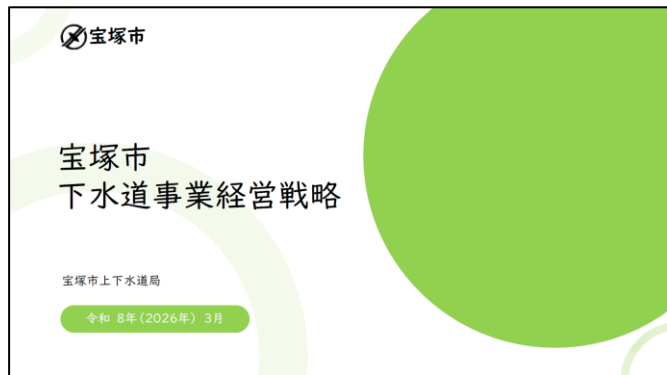 宝塚市
宝塚市
下水道事業経営戦略
宝塚市上下水道局
令和 8年(2026年) 3月